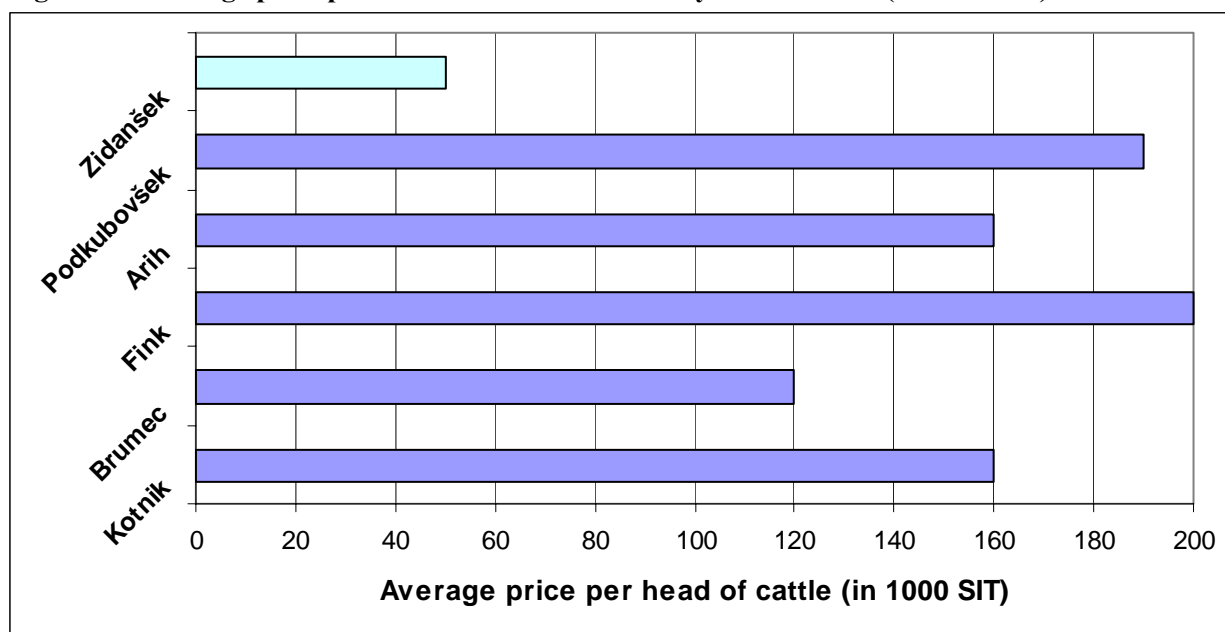 Zidanšek
Podkubovšek
Arih
Fink
Brumec
Kotnik
0 20 40 60 80 100 120 140 160 180 200
Average price per head of cattle (in 1000 SIT)